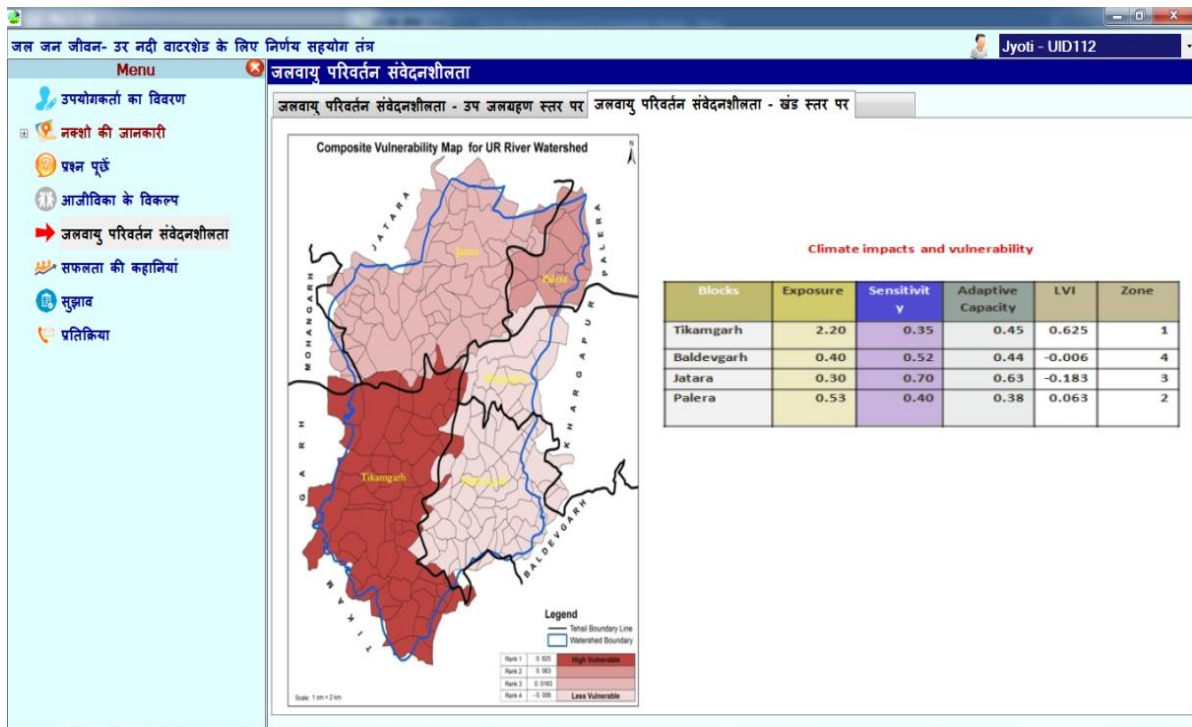 जल जन जीवन- उर नदी वाटरशेड के लिए निर्णय सहयोग तंत्र
Jyoti - UID112
Menu
उपयोगकर्ता का विवरण
नक्शो की जानकारी
प्रश्न पूछें
आजीविका के विकल्प
जलवायु परिवर्तन संवेदनशीलता
सफलता की कहानियां
सुझाव
प्रतिक्रिया
जलवायु परिवर्तन संवेदनशीलता
जलवायु परिवर्तन संवेदनशीलता - उप जलग्रहण स्तर पर
जलवायु परिवर्तन संवेदनशीलता - खंड स्तर पर
Composite Vulnerability Map for UR River Watershed
N
JATARA
PALERA
MOHANGARH
KHARGAPUR
GARH
TIKAM
BALDEVGARH
Jatara
Palera
Tikamgarh
Legend
Tehsil Boundary Line
Watershed Boundary
Rank 1 0.625 High Vulnerable
Rank 2 0.063
Rank 3 0.0183
Rank 4 -0.006 Less Vulnerable
Scale: 1 cm = 2 km
Climate impacts and vulnerability
Blocks Exposure Sensitivit y Adaptive Capacity LVI Zone
Tikamgarh 2.20 0.35 0.45 0.625 1
Baldevgarh 0.40 0.52 0.44 -0.006 4
Jatara 0.30 0.70 0.63 -0.183 3
Palera 0.53 0.40 0.38 0.063 2